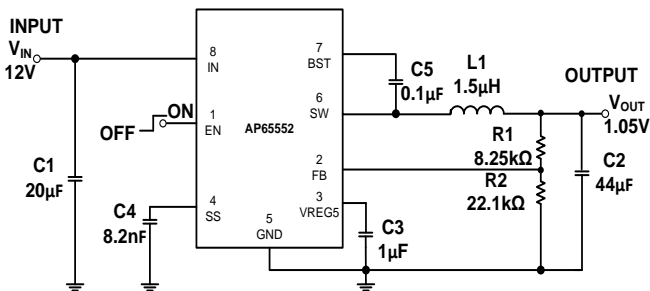 INPUT
V_IN
12V
C1
20µF
OFF
ON
C4
8.2nF
8
IN
1
EN
4
SS
AP65552
5
GND
7
BST
6
SW
2
FB
3
VREG5
C5
0.1µF
L1
1.5µH
C3
1µF
R1
8.25kΩ
R2
22.1kΩ
OUTPUT
V_OUT
1.05V
C2
44µF